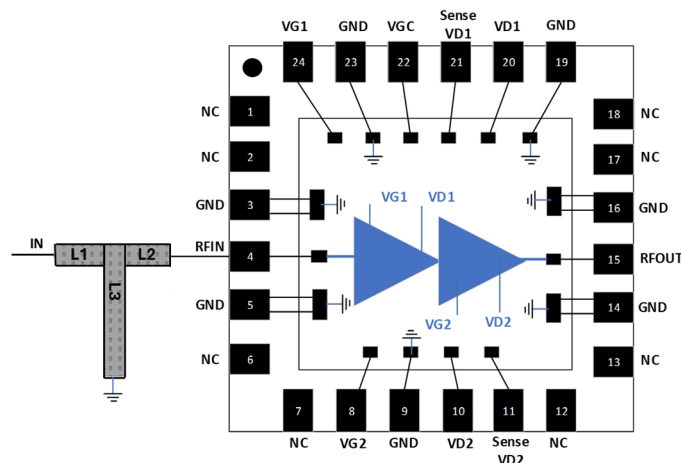 Sense
VG1 GND VGC VD1 VD1 GND
24 23 22 21 20 19
NC 1 18 NC
NC 2 17 NC
GND 3 16 GND
VG1 VD1
IN L1 L2 RFIN 4 15 RFOUT
L3
GND 5 14 GND
VG2 VD2
NC 6 13 NC
7 8 9 10 11 12
NC VG2 GND VD2 Sense NC
VD2